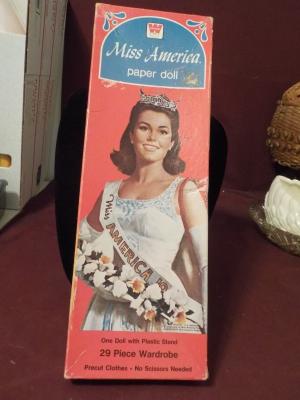 Miss America
paper doll
Miss AMERICA
One Doll with Plastic Stand
29 Piece Wardrobe
Precut Clothes • No Scissors Needed